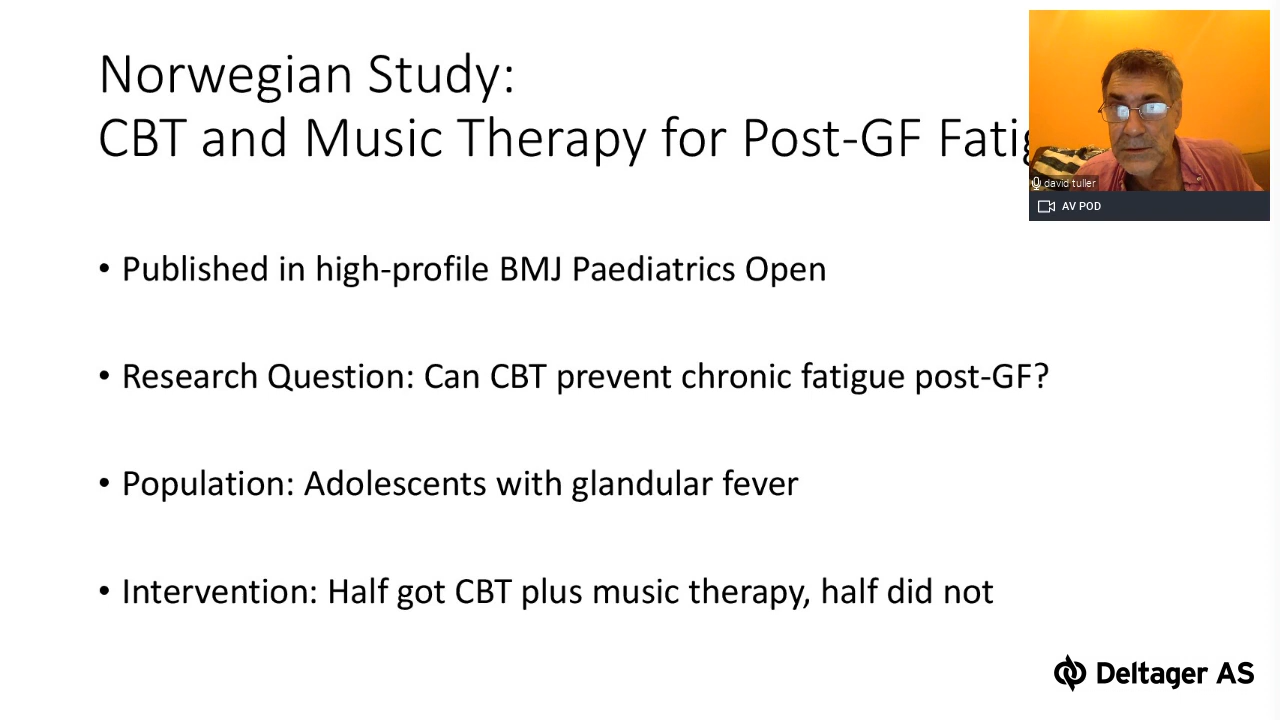 Norwegian Study:
CBT and Music Therapy for Post-GF
• Published in high-profile BMJ Paediatrics Open
• Research Question: Can CBT prevent chronic fatigue post-GF?
• Population: Adolescents with glandular fever
• Intervention: Half got CBT plus music therapy, half did not
david tuller
AV POD
Deltager AS